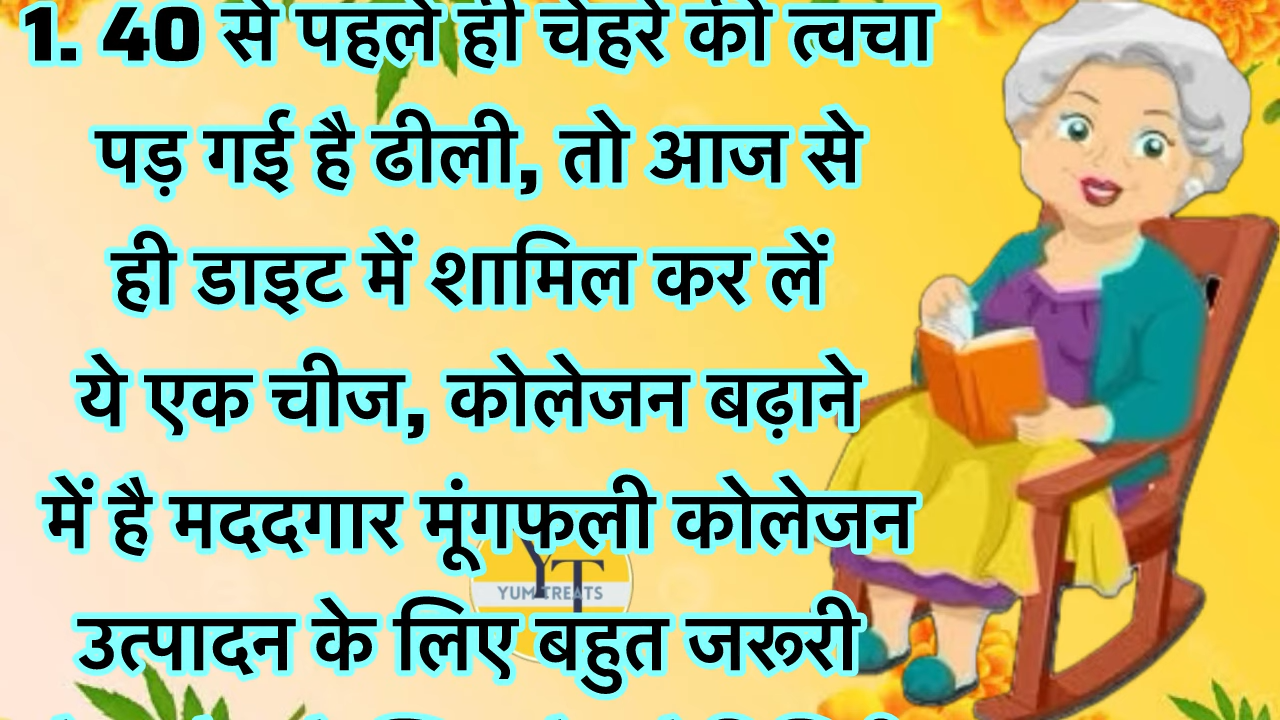 1. 40 से पहले ही चेहरे की त्वचा
पड़ गई है ढीली, तो आज से
ही डाइट में शामिल कर लें
ये एक चीज, कोलेजन बढ़ाने
में है मददगार मूंगफली कोलेजन
YT
YUM TREATS
उत्पादन के लिए बहुत जरूरी